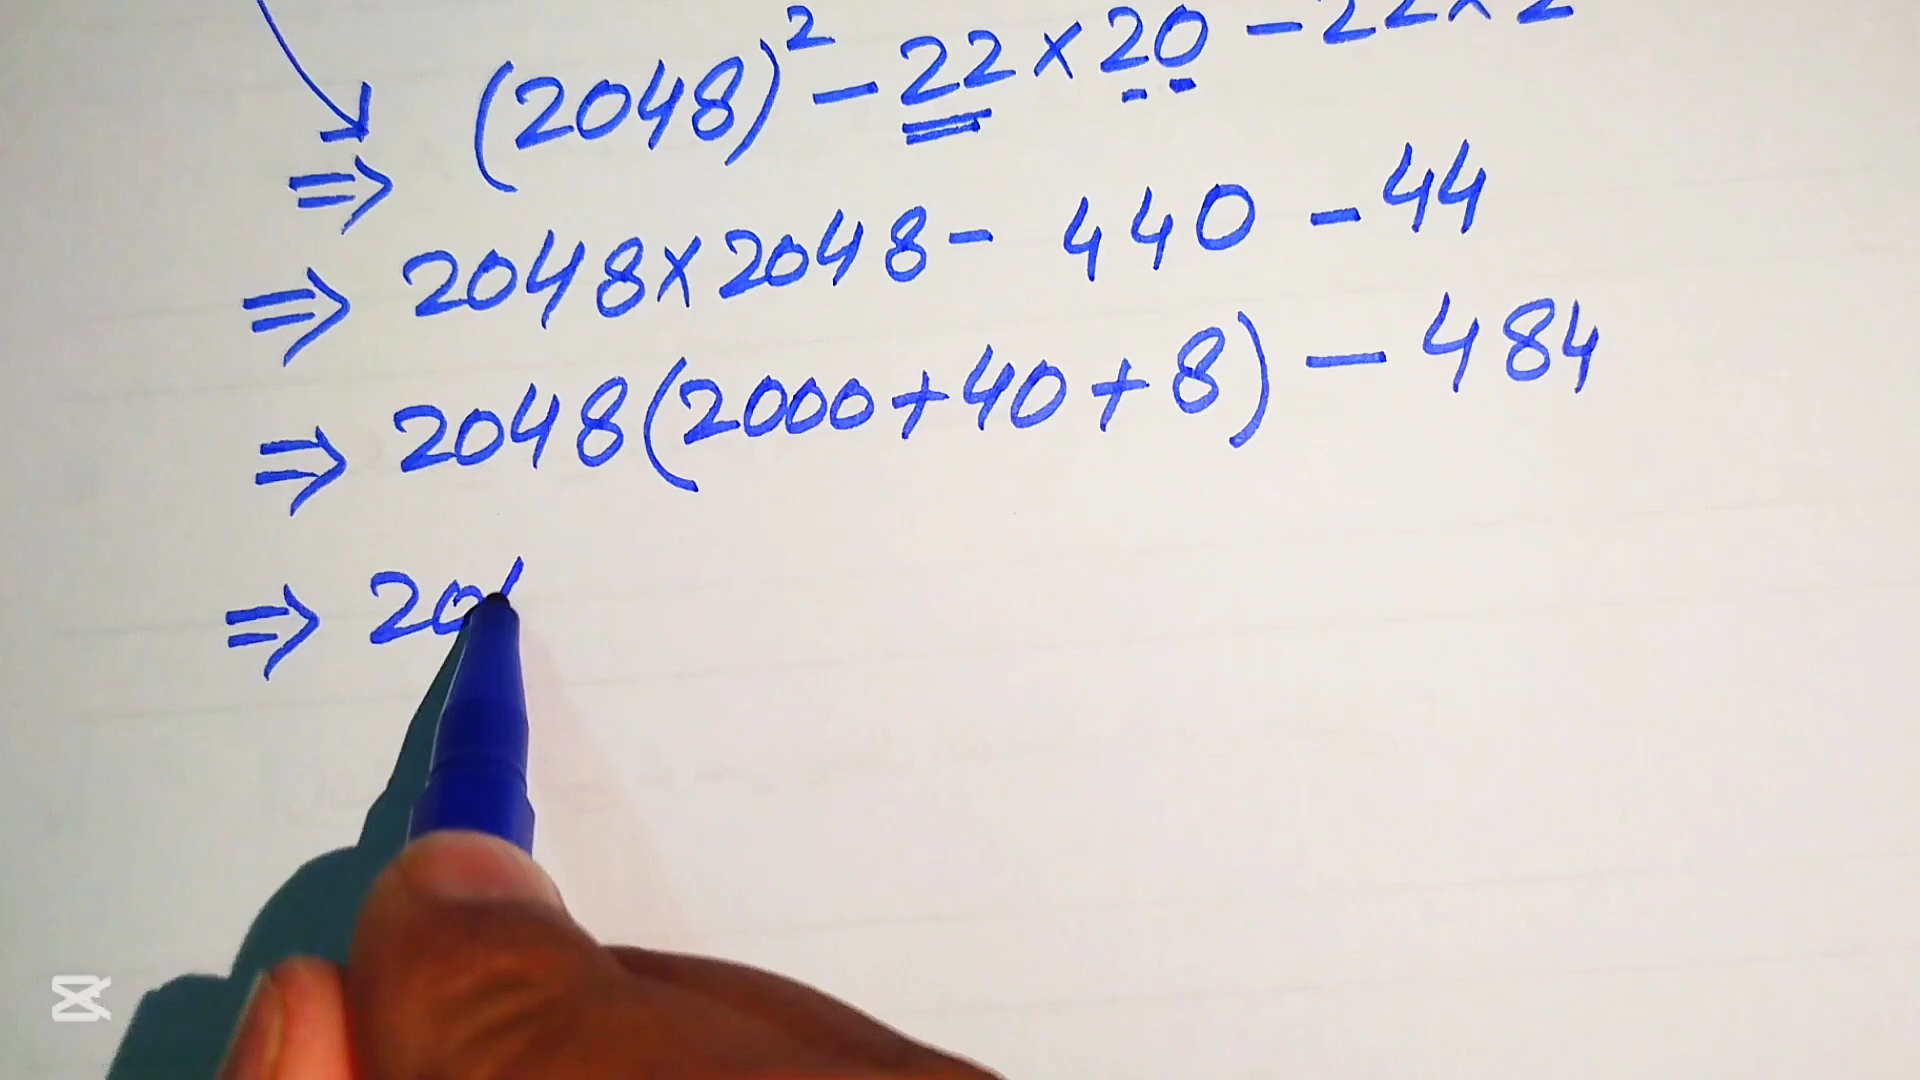 (2048)² - 22 × 20 - 22 × 2
⇒ 2048 × 2048 - 440 - 44
⇒ 2048(2000 + 40 + 8) - 484
⇒ 20